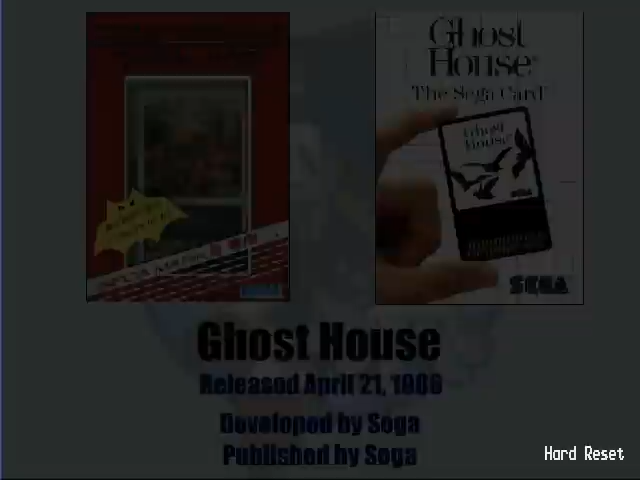 Ghost
House
The Sega Card
Ghost
House
SEGA
SEGA
Ghost House
Released April 21, 1986
Developed by Sega
Published by Sega
Hard Reset